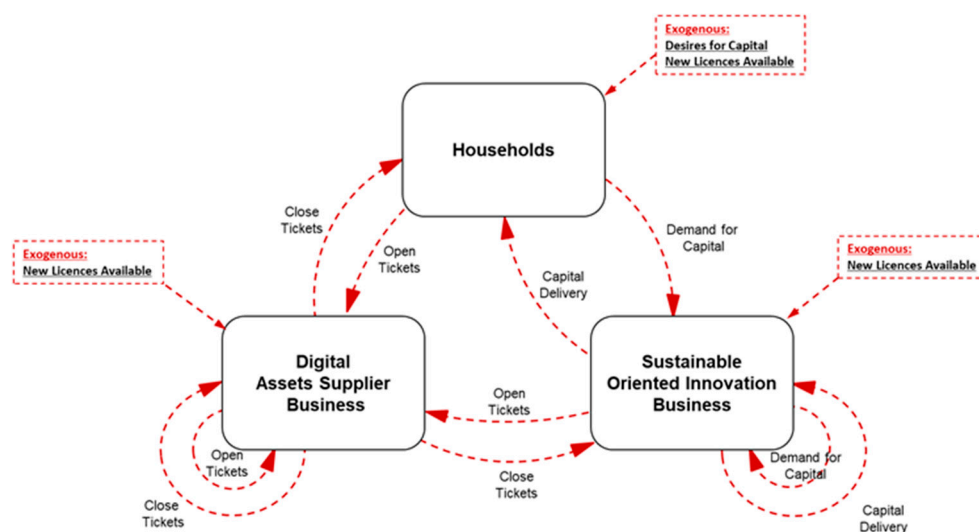 Exogenous:
Desires for Capital
New Licences Available
Households
Close
Tickets
Open
Tickets
Demand for
Capital
Capital
Delivery
Exogenous:
New Licences Available
Exogenous:
New Licences Available
Digital
Assets Supplier
Business
Sustainable
Oriented Innovation
Business
Open
Tickets
Close
Tickets
Open
Tickets
Close
Tickets
Demand for
Capital
Capital
Delivery